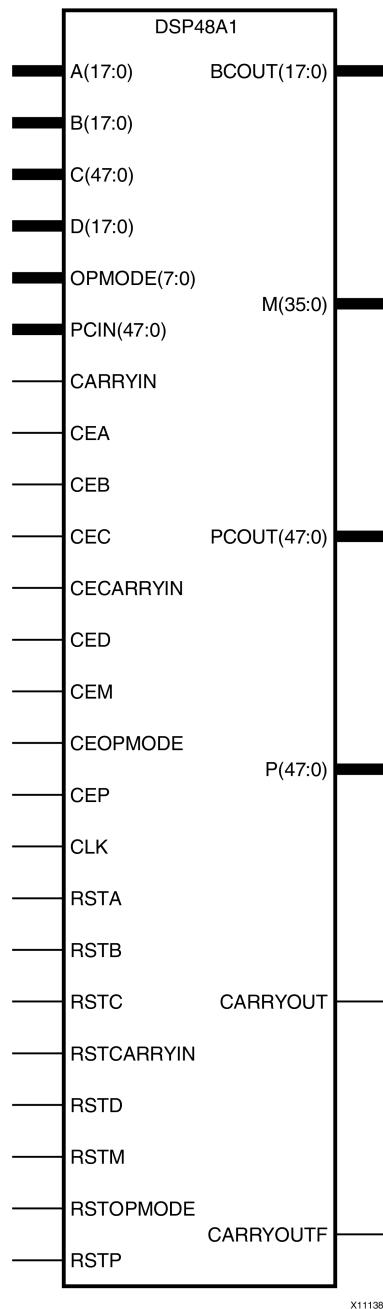 DSP48A1
A(17:0)
BCOUT(17:0)
B(17:0)
C(47:0)
D(17:0)
OPMODE(7:0)
M(35:0)
PCIN(47:0)
CARRYIN
CEA
CEB
CEC
PCOUT(47:0)
CECARRYIN
CED
CEM
CEOPMODE
P(47:0)
CEP
CLK
RSTA
RSTB
RSTC
CARRYOUT
RSTCARRYIN
RSTD
RSTM
RSTOPMODE
CARRYOUTF
RSTP
X11138